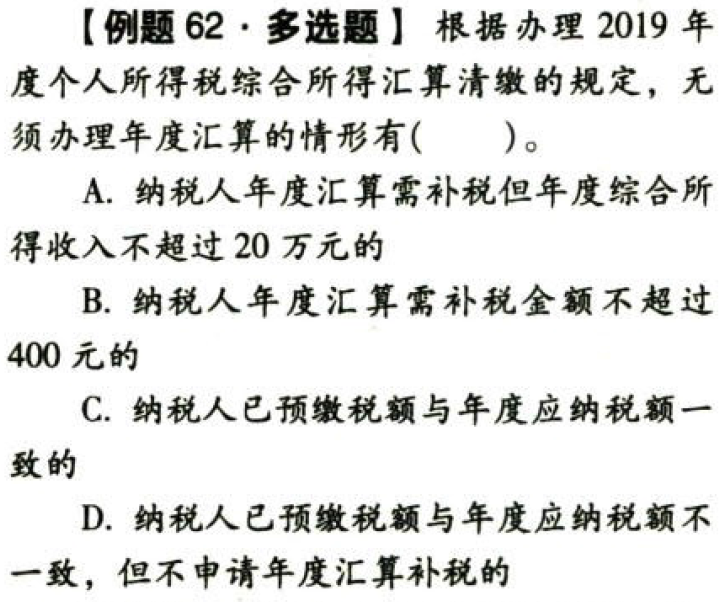 【例题 62·多选题】 根据办理 2019 年
度个人所得税综合所得汇算清缴的规定，无
须办理年度汇算的情形有(　　)。
A. 纳税人年度汇算需补税但年度综合所
得收入不超过 20 万元的
B. 纳税人年度汇算需补税金额不超过
400 元的
C. 纳税人已预缴税额与年度应纳税额一
致的
D. 纳税人已预缴税额与年度应纳税额不
一致，但不申请年度汇算补税的